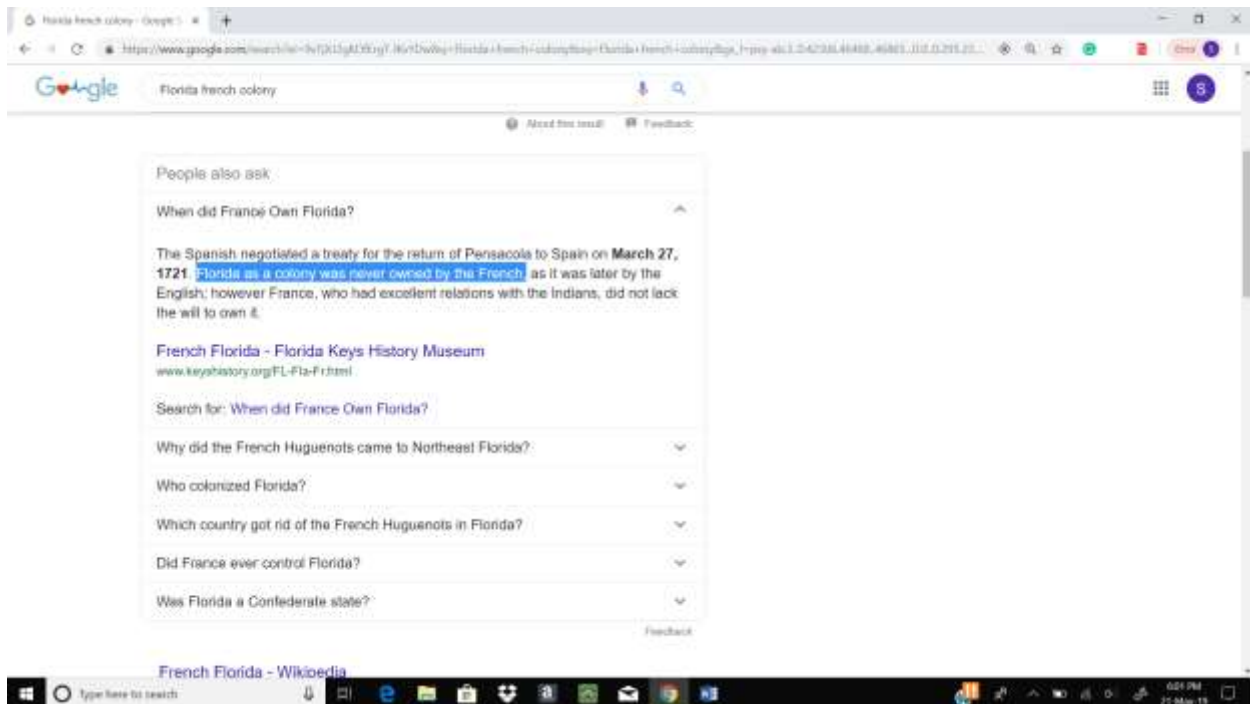 Florida french colony - Google
Google
Florida french colony
S
About this result Feedback
People also ask
When did France Own Florida?
The Spanish negotiated a treaty for the return of Pensacola to Spain on March 27,
1721. Florida as a colony was never owned by the French, as it was later by the
English; however France, who had excellent relations with the Indians, did not lack
the will to own it.
French Florida - Florida Keys History Museum
www.keyshistory.org/FL-Fla-Fr.html
Search for: When did France Own Florida?
Why did the French Huguenots came to Northeast Florida?
Who colonized Florida?
Which country got rid of the French Huguenots in Florida?
Did France ever control Florida?
Was Florida a Confederate state?
Feedback
French Florida - Wikipedia
Type here to search
6:01 PM